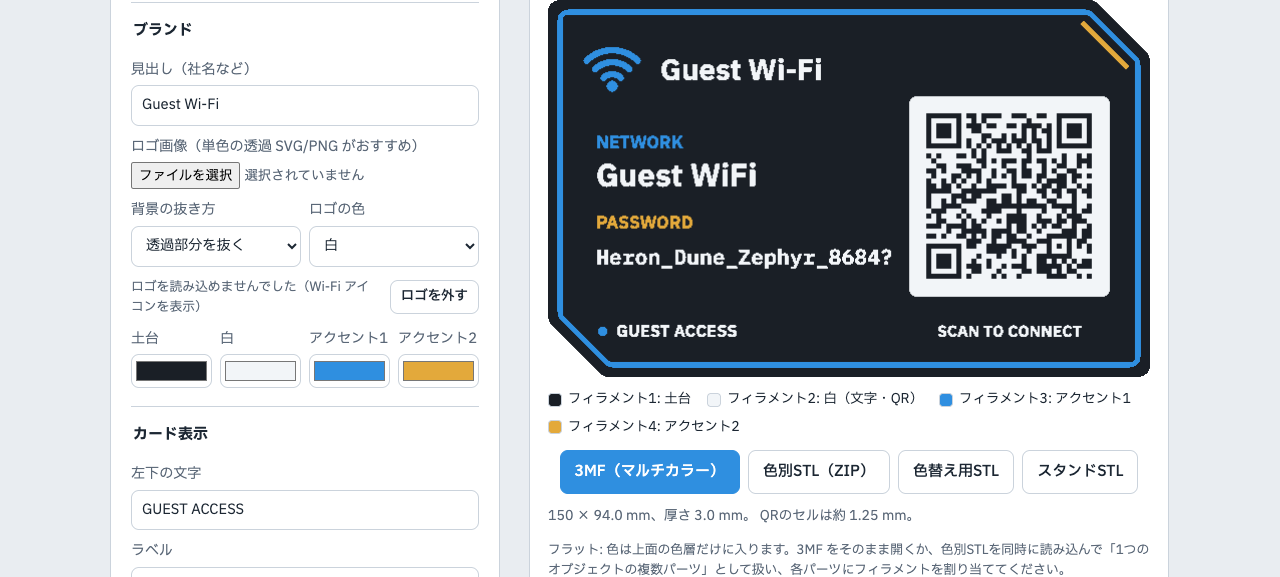 ブランド
見出し（社名など）
Guest Wi-Fi
ロゴ画像（単色の透過 SVG/PNG がおすすめ）
ファイルを選択 選択されていません
背景の抜き方 ロゴの色
透過部分を抜く 白
ロゴを読み込めませんでした（Wi-Fi アイ
コンを表示）
ロゴを外す
土台 白 アクセント1 アクセント2
カード表示
左下の文字
GUEST ACCESS
ラベル
Guest Wi-Fi
NETWORK
Guest WiFi
PASSWORD
Heron_Dune_Zephyr_8684?
GUEST ACCESS SCAN TO CONNECT
フィラメント1: 土台 フィラメント2: 白（文字・QR） フィラメント3: アクセント1
フィラメント4: アクセント2
3MF（マルチカラー） 色別STL（ZIP） 色替え用STL スタンドSTL
150 × 94.0 mm、厚さ 3.0 mm。 QRのセルは約 1.25 mm。
フラット: 色は上面の色層だけに入ります。3MF をそのまま開くか、色別STLを同時に読み込んで「1つの
オブジェクトの複数パーツ」として扱い、各パーツにフィラメントを割り当ててください。